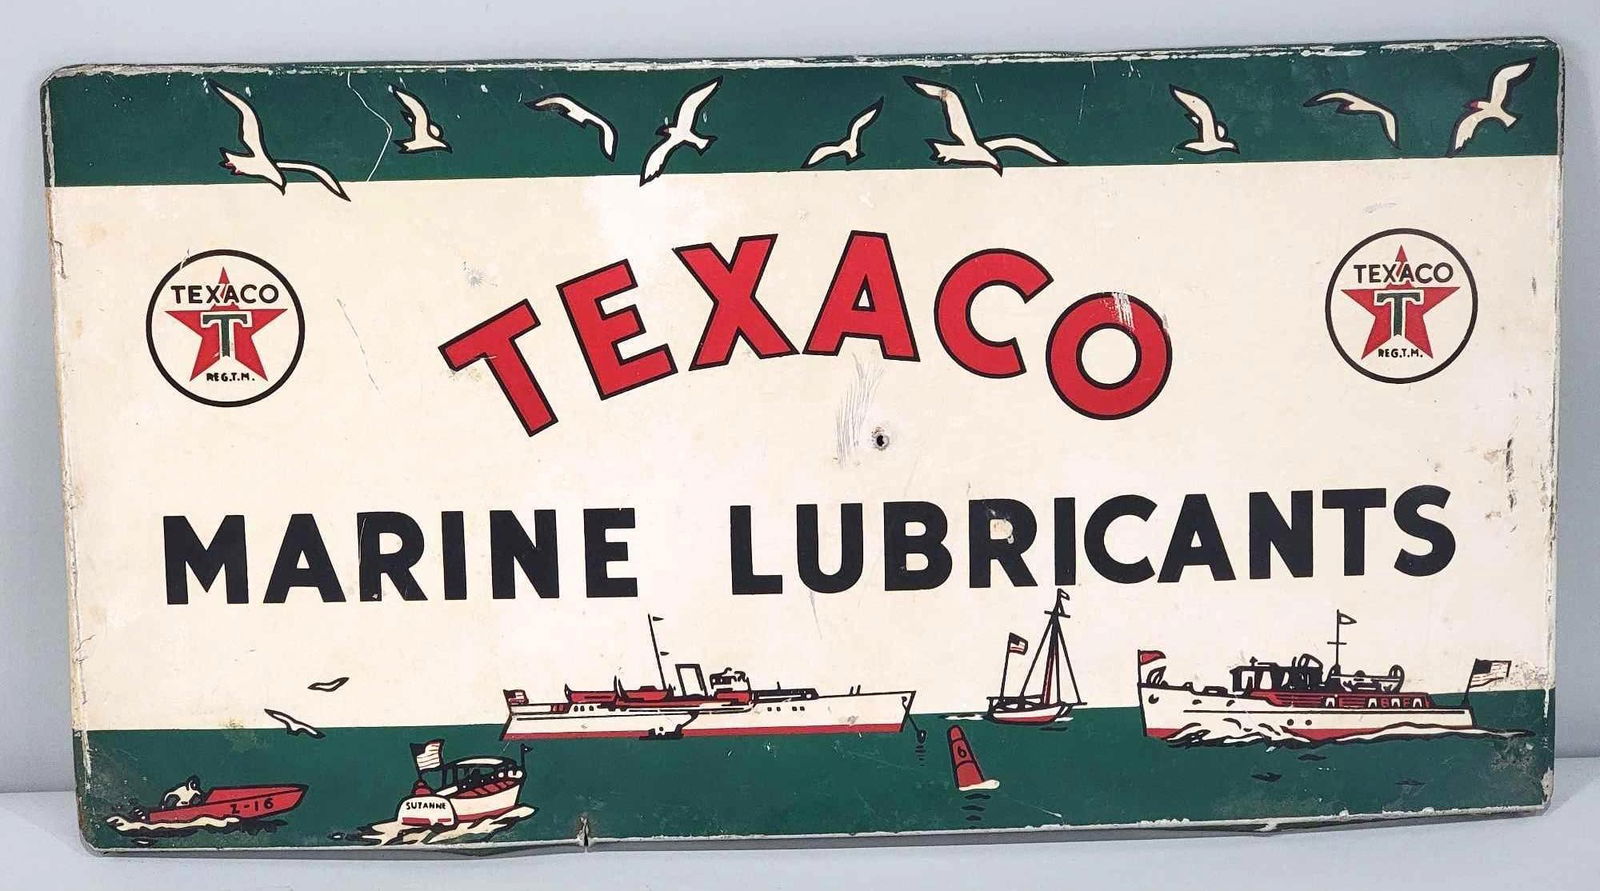 TEXACO
T
REG.T.M.
TEXACO
TEXACO
T
REG.T.M.
MARINE LUBRICANTS
6
Z-16
SUZANNE